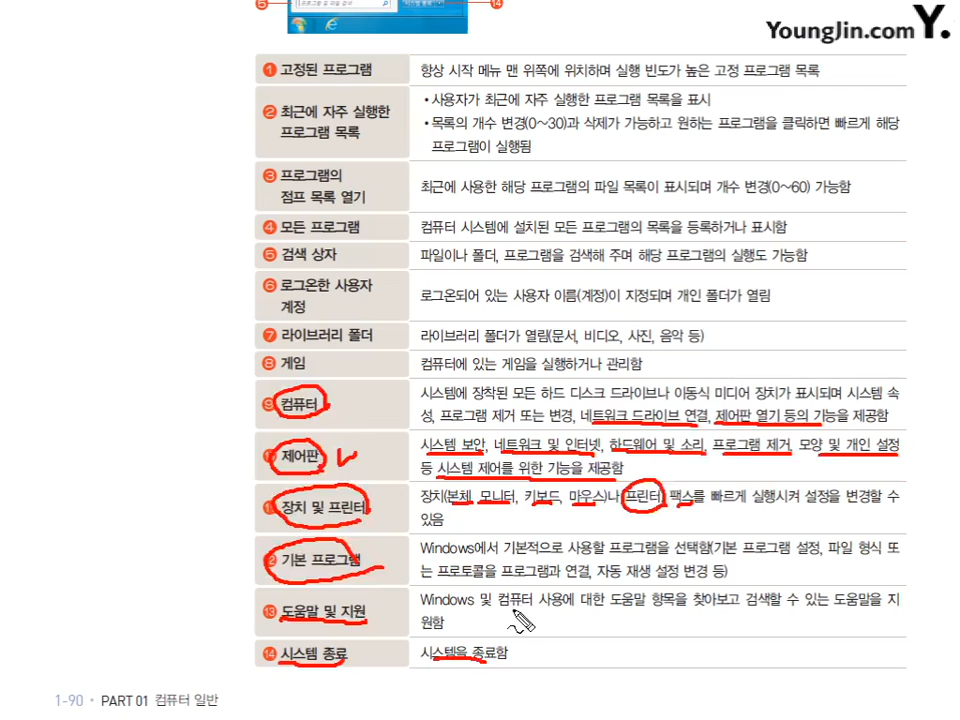 프로그램 및 파일 검색
시스템 종료
5
14
YoungJin.com Y.
1 고정된 프로그램
항상 시작 메뉴 맨 위쪽에 위치하며 실행 빈도가 높은 고정 프로그램 목록
2 최근에 자주 실행한
프로그램 목록
•사용자가 최근에 자주 실행한 프로그램 목록을 표시
•목록의 개수 변경(0~30)과 삭제가 가능하고 원하는 프로그램을 클릭하면 빠르게 해당
프로그램이 실행됨
3 프로그램의
점프 목록 열기
최근에 사용한 해당 프로그램의 파일 목록이 표시되며 개수 변경(0~60) 가능함
4 모든 프로그램
컴퓨터 시스템에 설치된 모든 프로그램의 목록을 등록하거나 표시함
5 검색 상자
파일이나 폴더, 프로그램을 검색해 주며 해당 프로그램의 실행도 가능함
6 로그온한 사용자
계정
로그온되어 있는 사용자 이름(계정)이 지정되며 개인 폴더가 열림
7 라이브러리 폴더
라이브러리 폴더가 열림(문서, 비디오, 사진, 음악 등)
8 게임
컴퓨터에 있는 게임을 실행하거나 관리함
9 컴퓨터
시스템에 장착된 모든 하드 디스크 드라이브나 이동식 미디어 장치가 표시되며 시스템 속
성, 프로그램 제거 또는 변경, 네트워크 드라이브 연결, 제어판 열기 등의 기능을 제공함
10 제어판
시스템 보안, 네트워크 및 인터넷, 하드웨어 및 소리, 프로그램 제거, 모양 및 개인 설정
등 시스템 제어를 위한 기능을 제공함
11 장치 및 프린터
장치(본체, 모니터, 키보드, 마우스)나 프린터, 팩스를 빠르게 실행시켜 설정을 변경할 수
있음
12 기본 프로그램
Windows에서 기본적으로 사용할 프로그램을 선택함(기본 프로그램 설정, 파일 형식 또
는 프로토콜을 프로그램과 연결, 자동 재생 설정 변경 등)
13 도움말 및 지원
Windows 및 컴퓨터 사용에 대한 도움말 항목을 찾아보고 검색할 수 있는 도움말을 지
원함
14 시스템 종료
시스템을 종료함
1-90 • PART 01 컴퓨터 일반